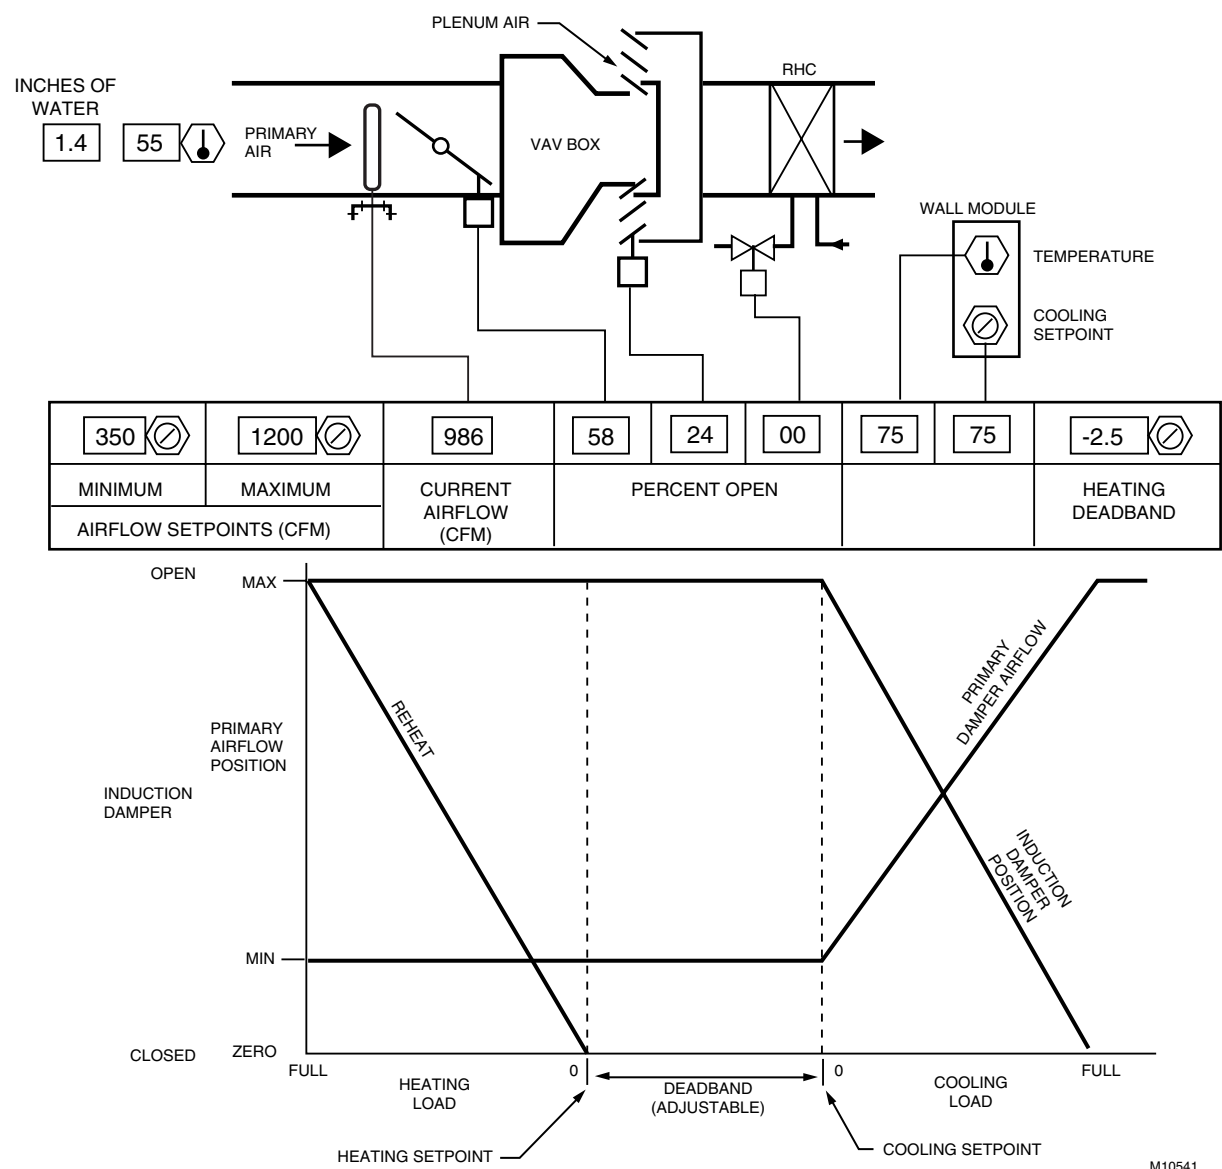 PLENUM AIR
INCHES OF
WATER
1.4
55
PRIMARY
AIR
VAV BOX
RHC
WALL MODULE
TEMPERATURE
COOLING
SETPOINT
350
1200
986
58
24
00
75
75
-2.5
MINIMUM
MAXIMUM
AIRFLOW SETPOINTS (CFM)
CURRENT
AIRFLOW
(CFM)
PERCENT OPEN
HEATING
DEADBAND
OPEN
MAX
PRIMARY
AIRFLOW
POSITION
INDUCTION
DAMPER
REHEAT
PRIMARY
DAMPER AIRFLOW
INDUCTION
DAMPER
POSITION
MIN
CLOSED
ZERO
FULL
HEATING
LOAD
0
DEADBAND
(ADJUSTABLE)
0
COOLING
LOAD
FULL
HEATING SETPOINT
COOLING SETPOINT
M10541